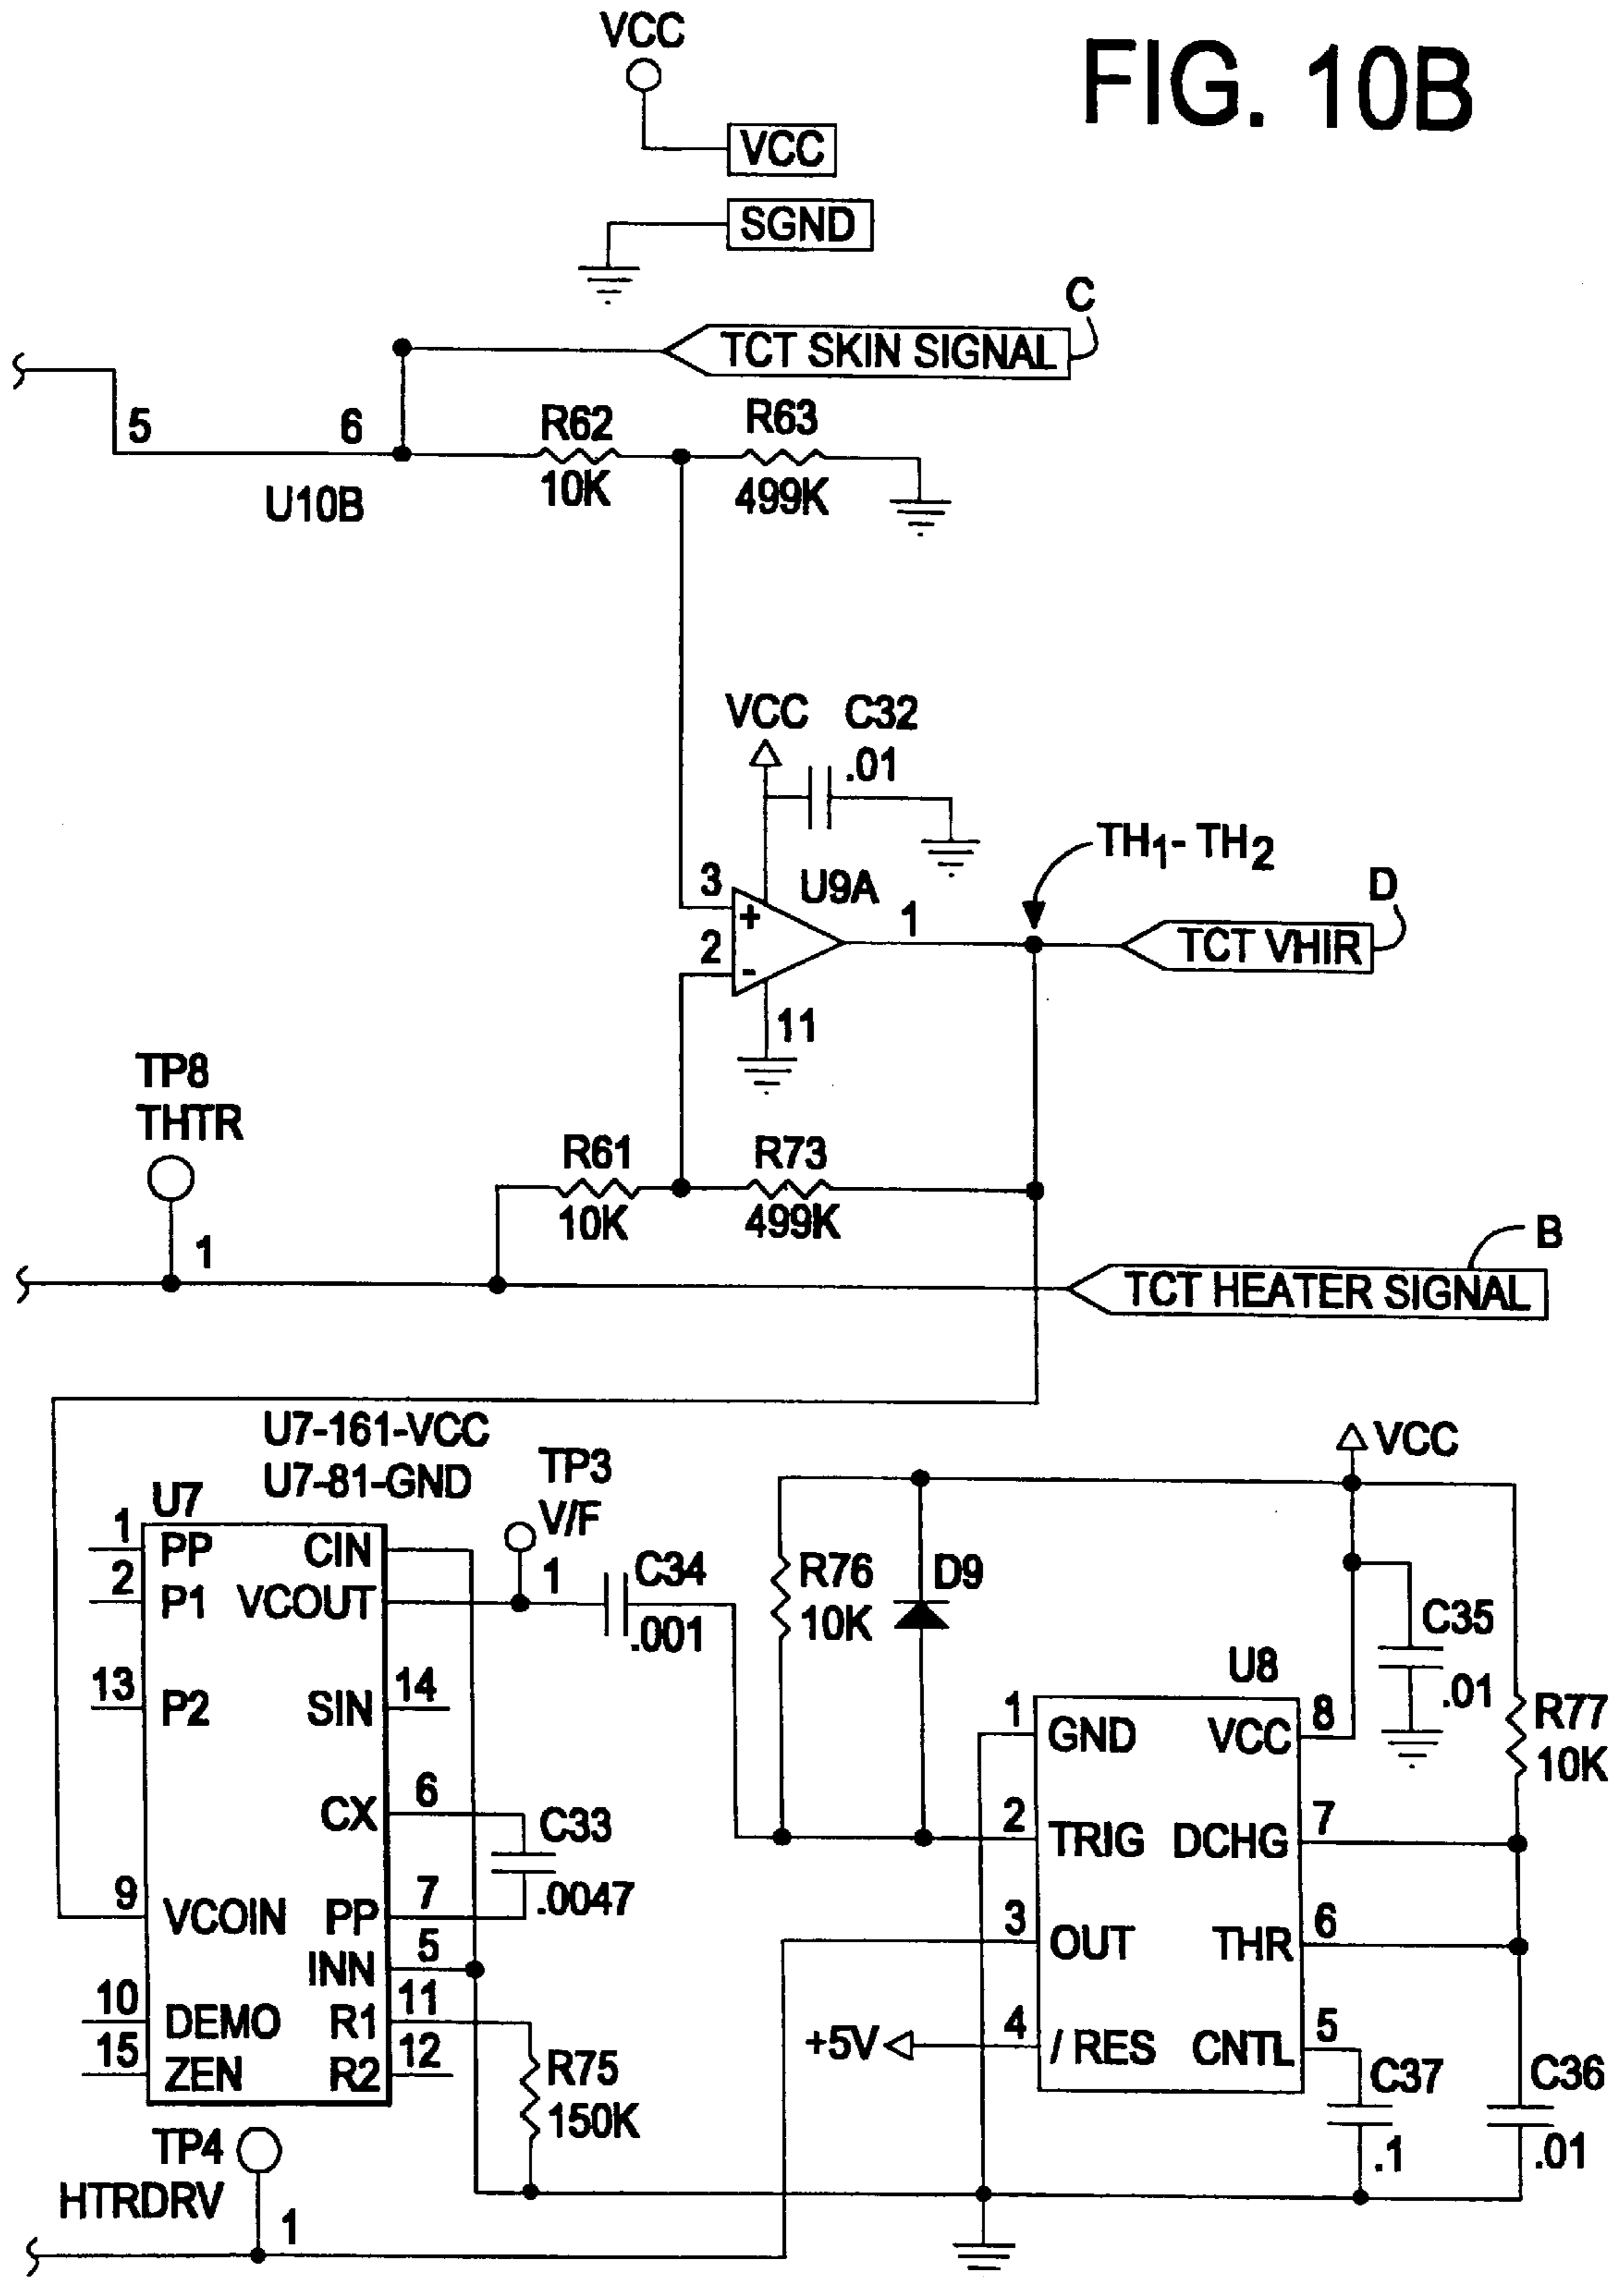 FIG. 10B
VCC
VCC
SGND
C
TCT SKIN SIGNAL
5
6
U10B
R62
10K
R63
499K
VCC
C32
.01
3
+
2
-
U9A
1
11
TH1- TH2
D
TCT VHIR
TP8
THTR
1
R61
10K
R73
499K
B
TCT HEATER SIGNAL
U7-161-VCC
U7-81-GND
U7
1
PP
CIN
2
P1
VCOUT
13
P2
SIN
14
CX
6
9
VCOIN
PP
7
INN
5
10
DEMO
R1
11
15
ZEN
R2
12
TP3
V/F
1
C34
.001
C33
.0047
R75
150K
VCC
R76
10K
D9
C35
.01
R77
10K
U8
1
GND
VCC
8
2
TRIG
DCHG
7
3
OUT
THR
6
+5V
4
/ RES
CNTL
5
C37
.1
C36
.01
TP4
HTRDRV
1